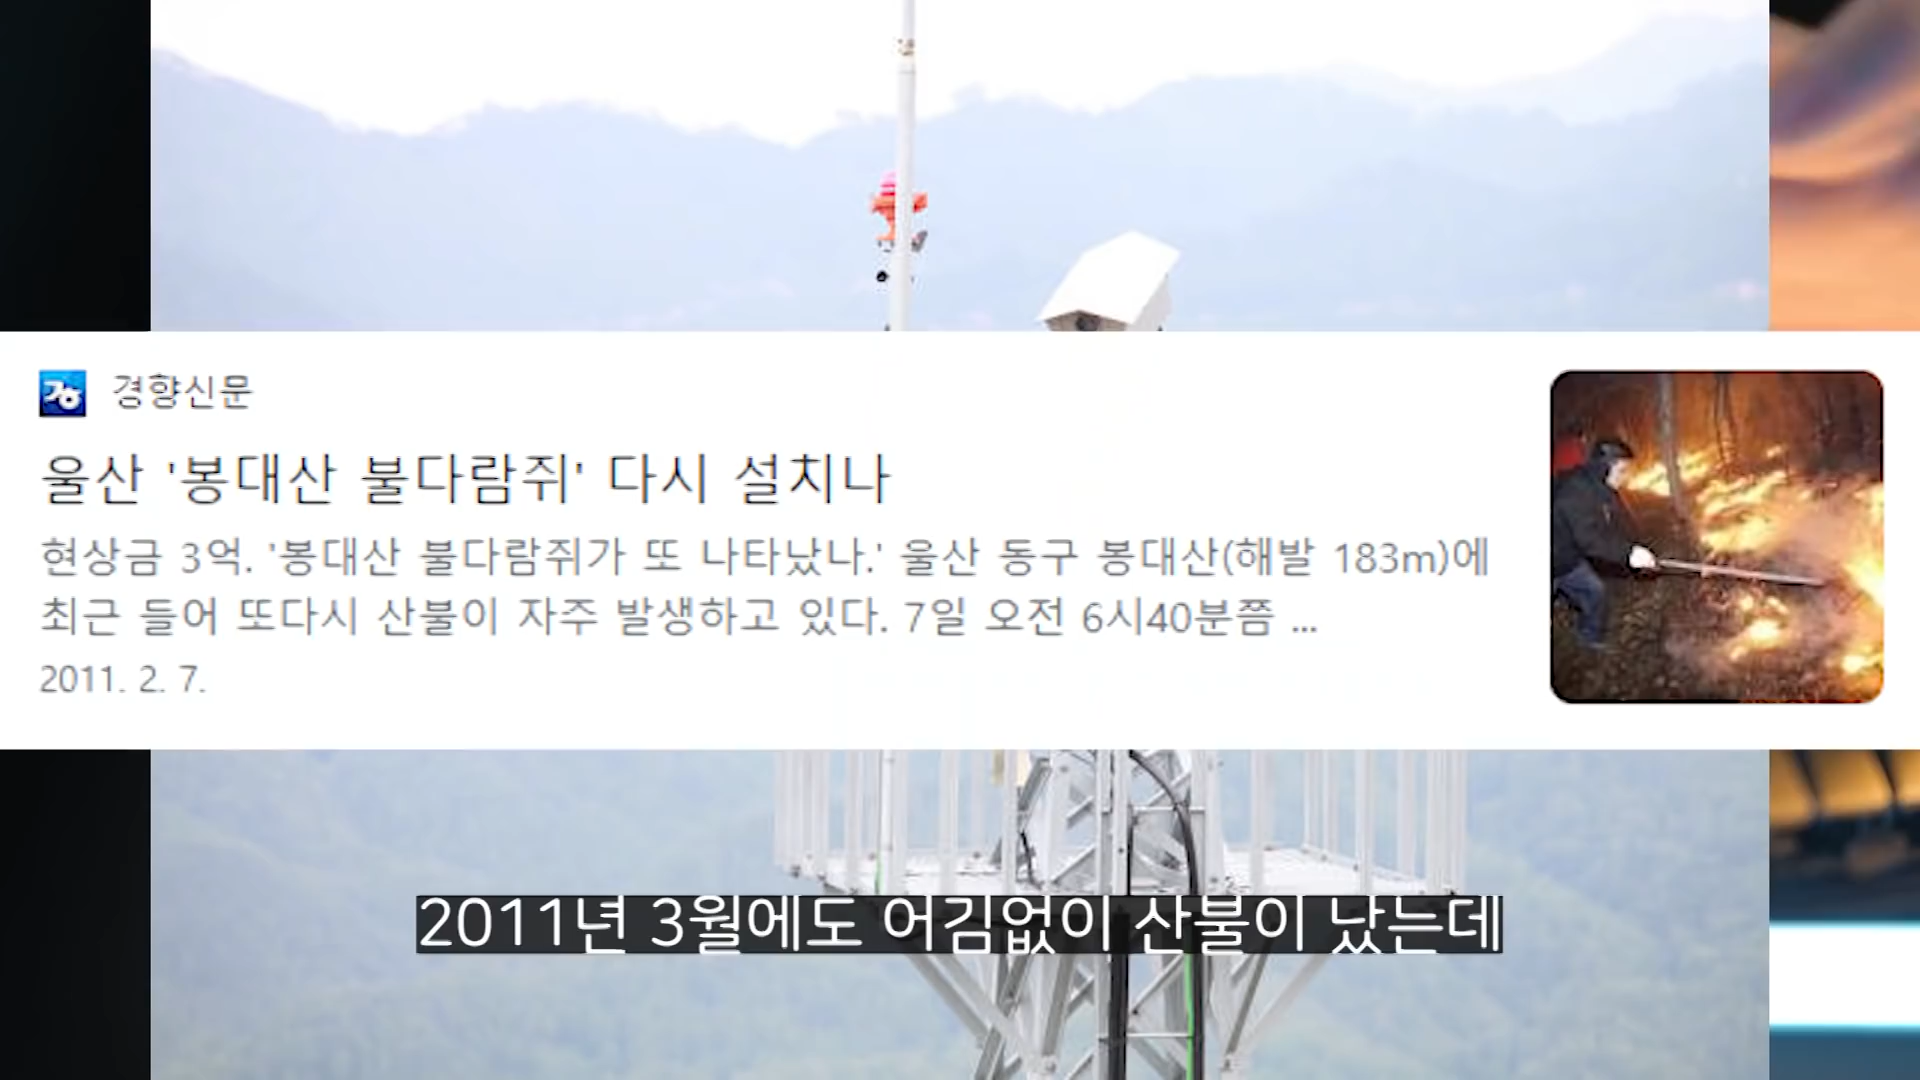 경향신문
울산 '봉대산 불다람쥐' 다시 설치나
현상금 3억. '봉대산 불다람쥐가 또 나타났나.' 울산 동구 봉대산(해발 183m)에
최근 들어 또다시 산불이 자주 발생하고 있다. 7일 오전 6시40분쯤 ...
2011. 2. 7.
2011년 3월에도 어김없이 산불이 났는데